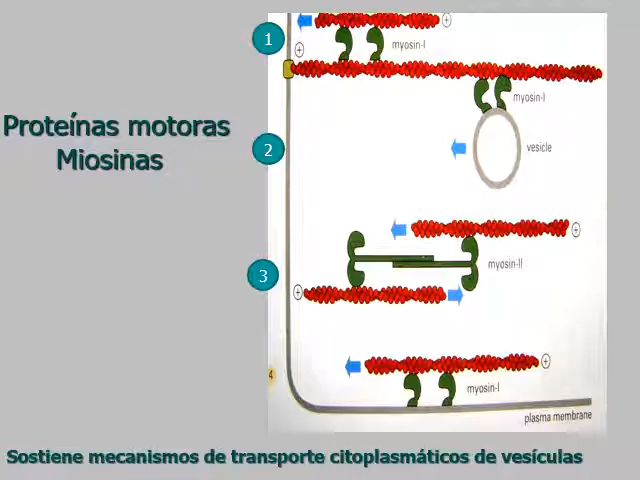 1
+
myosin-I
+
Proteínas motoras
Miosinas
myosin-I
2
vesicle
+
3
myosin-II
+
4
+
myosin-I
plasma membrane
Sostiene mecanismos de transporte citoplasmáticos de vesículas